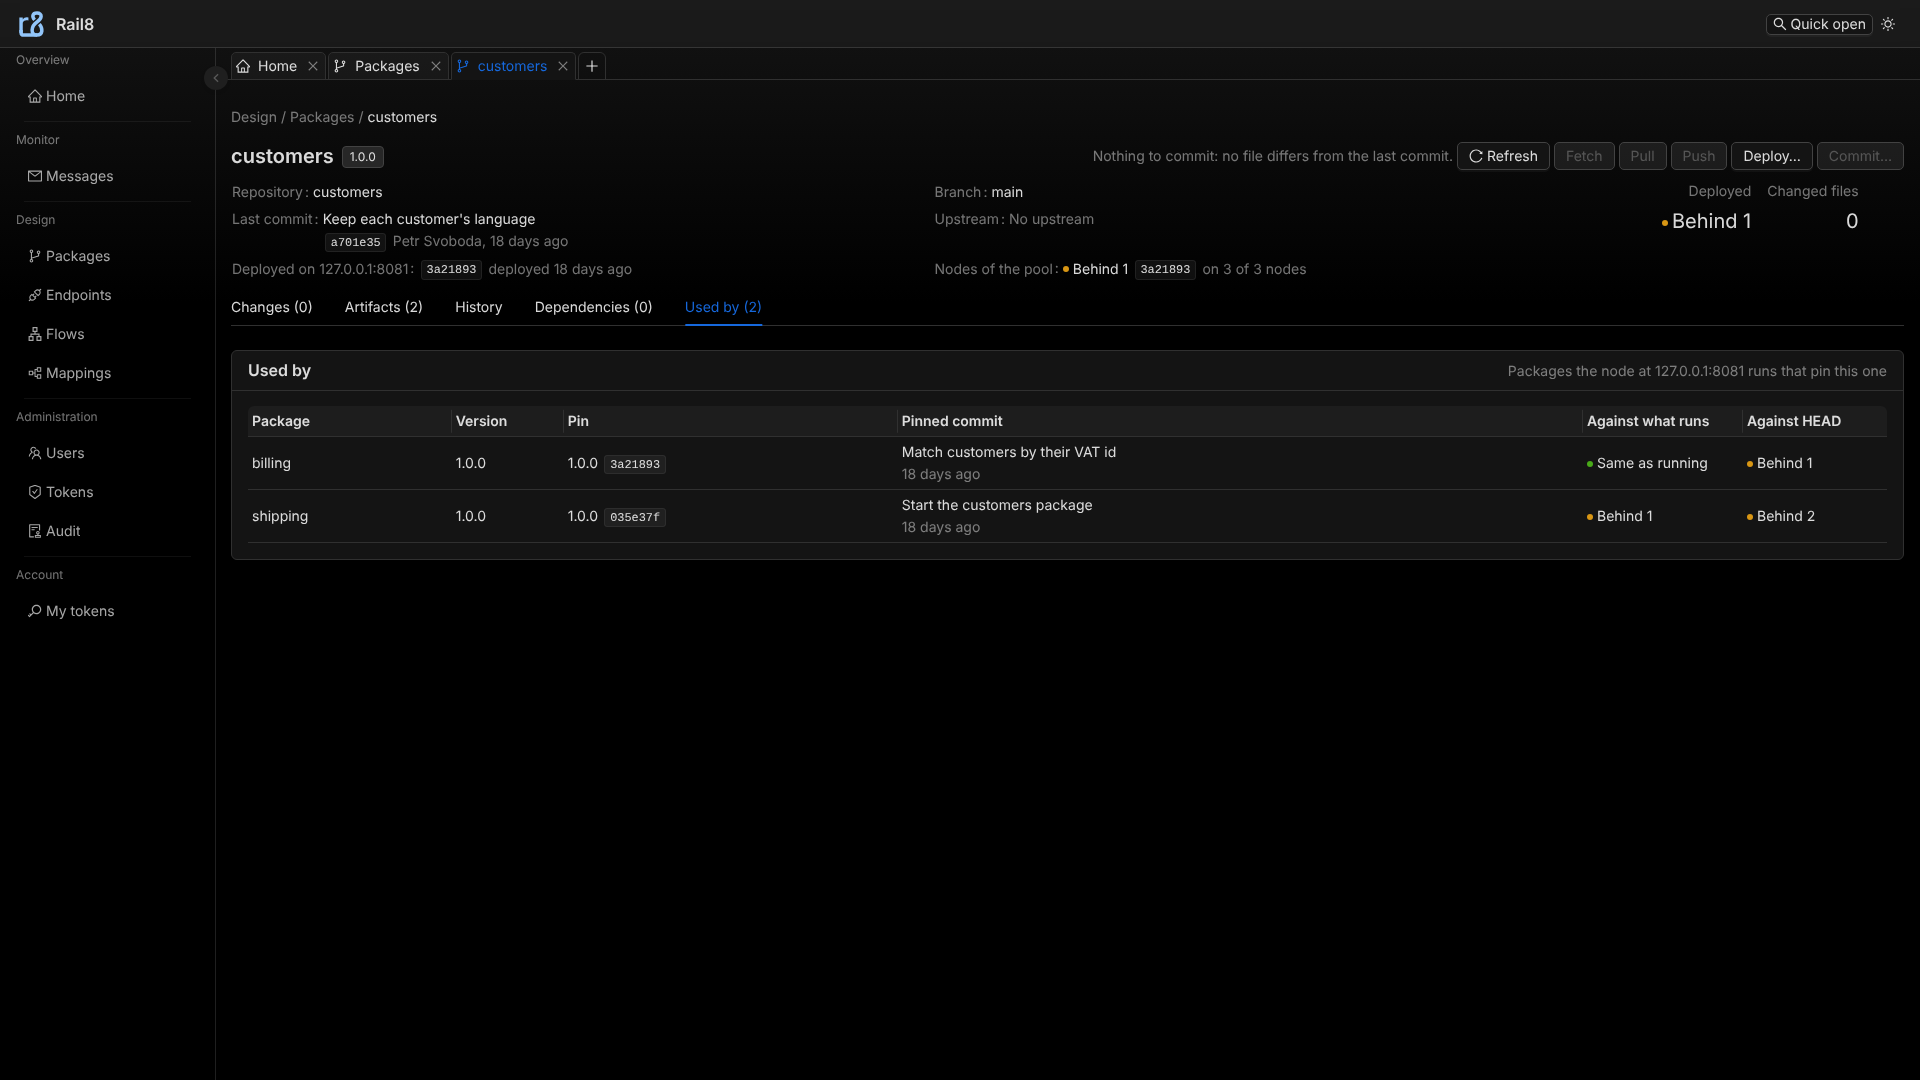 Rail8
Quick open
Overview
Home
Monitor
Messages
Design
Packages
Endpoints
Flows
Mappings
Administration
Users
Tokens
Audit
Account
My tokens
Home
Packages
customers
Design / Packages / customers
customers 1.0.0
Nothing to commit: no file differs from the last commit.
Refresh
Fetch
Pull
Push
Deploy...
Commit...
Repository: customers
Branch: main
Deployed
Changed files
Last commit: Keep each customer's language
a701e35 Petr Svoboda, 18 days ago
Upstream: No upstream
Behind 1
0
Deployed on 127.0.0.1:8081: 3a21893 deployed 18 days ago
Nodes of the pool: Behind 1 3a21893 on 3 of 3 nodes
Changes (0)
Artifacts (2)
History
Dependencies (0)
Used by (2)
Used by
Packages the node at 127.0.0.1:8081 runs that pin this one
Package Version Pin Pinned commit Against what runs Against HEAD
billing 1.0.0 1.0.0 3a21893 Match customers by their VAT id
18 days ago
Same as running
Behind 1
shipping 1.0.0 1.0.0 035e37f Start the customers package
18 days ago
Behind 1
Behind 2